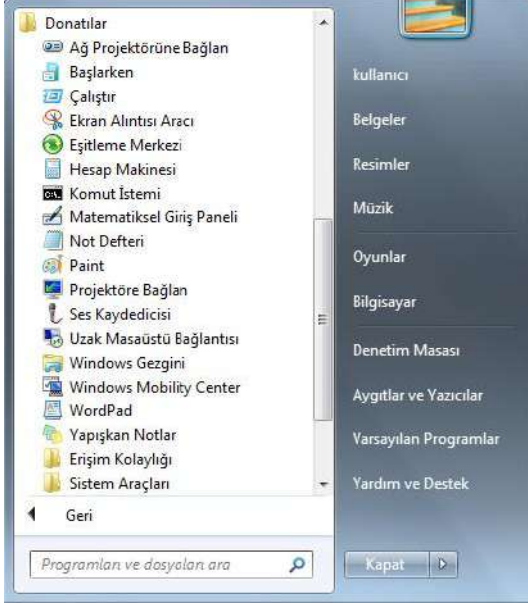 Donatılar
Ağ Projektörüne Bağlan
Başlarken
Çalıştır
Ekran Alıntısı Aracı
Eşitleme Merkezi
Hesap Makinesi
Komut İstemi
Matematiksel Giriş Paneli
Not Defteri
Paint
Projektöre Bağlan
Ses Kaydedicisi
Uzak Masaüstü Bağlantısı
Windows Gezgini
Windows Mobility Center
WordPad
Yapışkan Notlar
Erişim Kolaylığı
Sistem Araçları
Geri
Programları ve dosyaları ara
kullanıcı
Belgeler
Resimler
Müzik
Oyunlar
Bilgisayar
Denetim Masası
Aygıtlar ve Yazıcılar
Varsayılan Programlar
Yardım ve Destek
Kapat